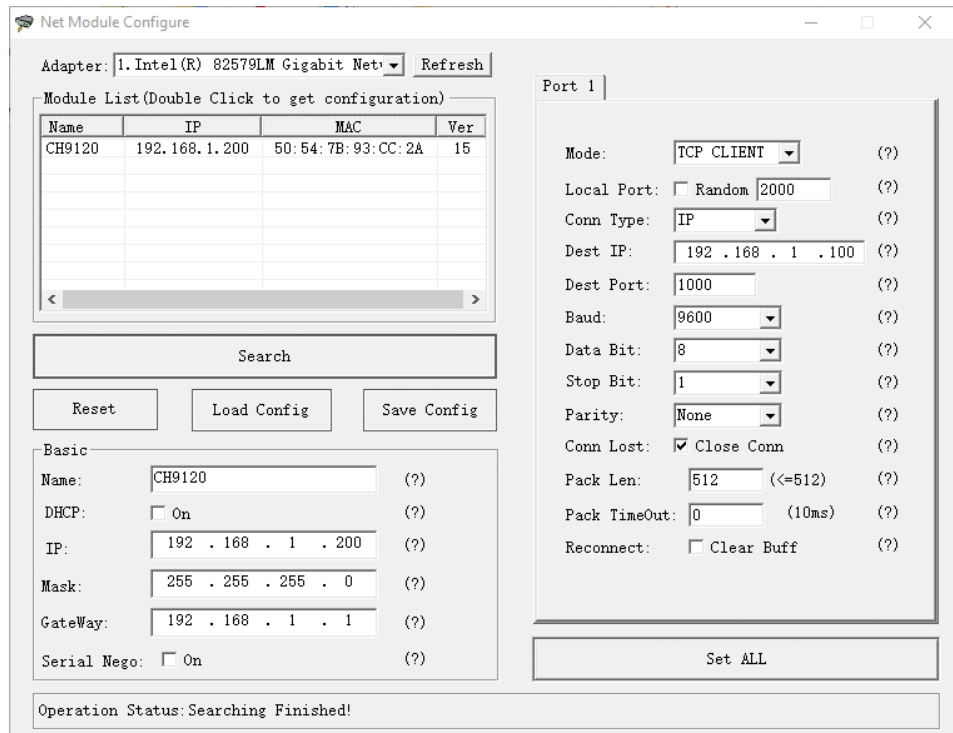 Net Module Configure
Adapter: 1. Intel(R) 82579LM Gigabit Net Refresh
Module List(Double Click to get configuration)
Name IP MAC Ver
CH9120 192.168.1.200 50:54:7B:93:CC:2A 15
Search
Reset Load Config Save Config
Basic
Name: CH9120 (?)
DHCP: On (?)
IP: 192 . 168 . 1 . 200 (?)
Mask: 255 . 255 . 255 . 0 (?)
GateWay: 192 . 168 . 1 . 1 (?)
Serial Nego: On (?)
Port 1
Mode: TCP CLIENT (?)
Local Port: Random 2000 (?)
Conn Type: IP (?)
Dest IP: 192 . 168 . 1 . 100 (?)
Dest Port: 1000 (?)
Baud: 9600 (?)
Data Bit: 8 (?)
Stop Bit: 1 (?)
Parity: None (?)
Conn Lost: Close Conn (?)
Pack Len: 512 (<=512) (?)
Pack TimeOut: 0 (10ms) (?)
Reconnect: Clear Buff (?)
Set ALL
Operation Status:Searching Finished!